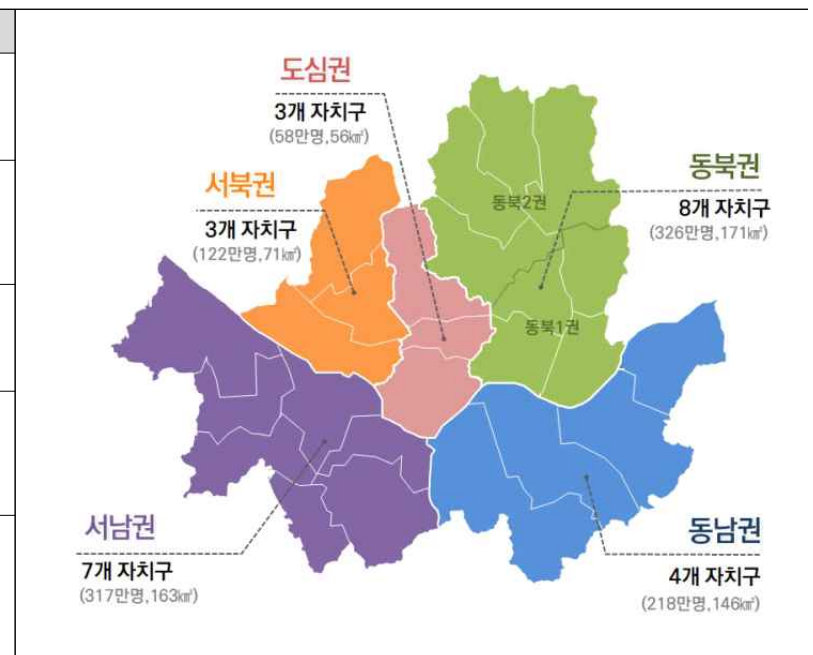 도심권
3개 자치구
(58만명,56㎢)
서북권
3개 자치구
(122만명,71㎢)
동북권
8개 자치구
(326만명,171㎢)
동북2권
동북1권
서남권
7개 자치구
(317만명,163㎢)
동남권
4개 자치구
(218만명,146㎢)